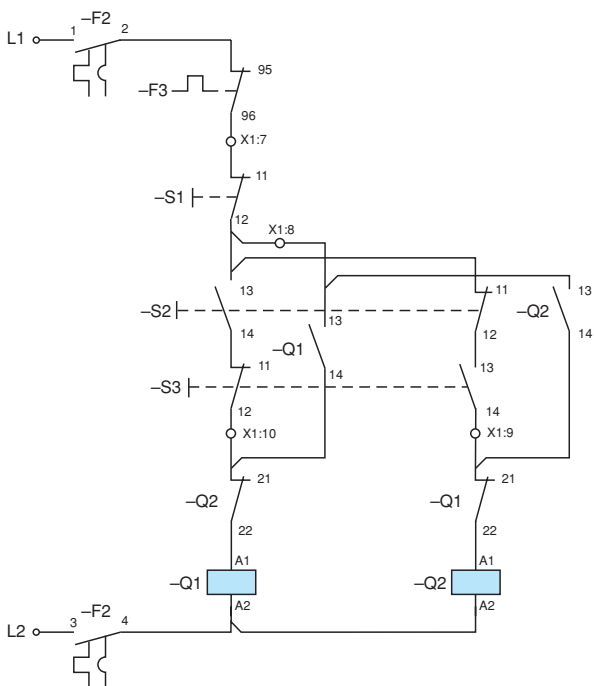 –F2
L1 1 2
95
–F3
96
X1:7
11
–S1
12
X1:8
13 11 13
–S2 –Q2
14 13 12 14
–Q1
11 14 13
–S3
12 14
X1:10 X1:9
21 21
–Q2 –Q1
22 22
A1 A1
–Q1 –Q2
A2 A2
–F2
L2 3 4